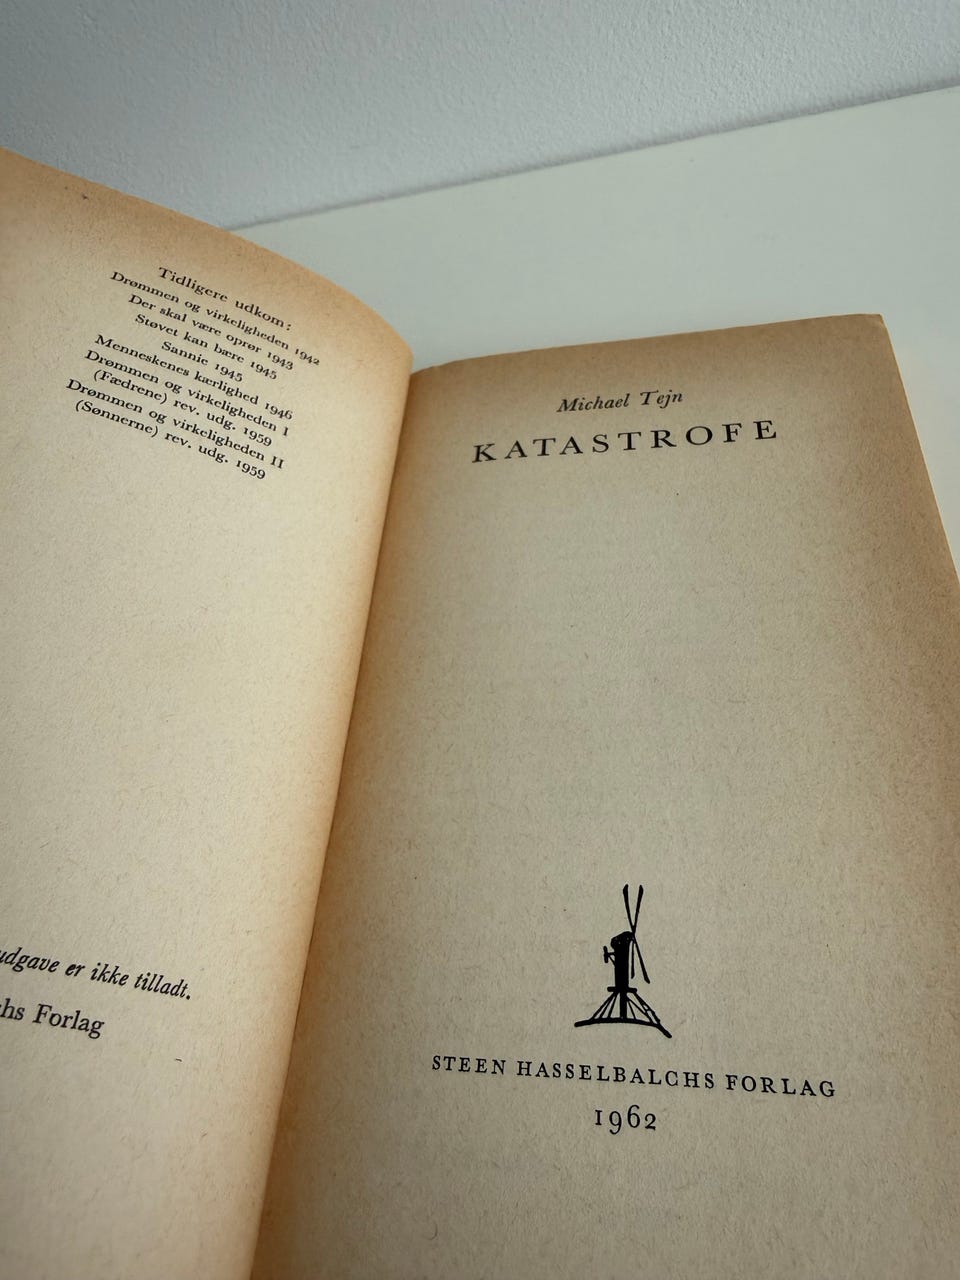 Tidligere udkom:
Drømmen og virkeligheden 1942
Der skal være oprør 1943
Støvet kan bære 1945
Sannie 1945
Menneskenes kærlighed 1946
Drømmen og virkeligheden I
(Fædrene) rev. udg. 1959
Drømmen og virkeligheden II
(Sønnerne) rev. udg. 1959
udgave er ikke tilladt.
chs Forlag
Michael Tejn
KATASTROFE
STEEN HASSELBALCHS FORLAG
1962